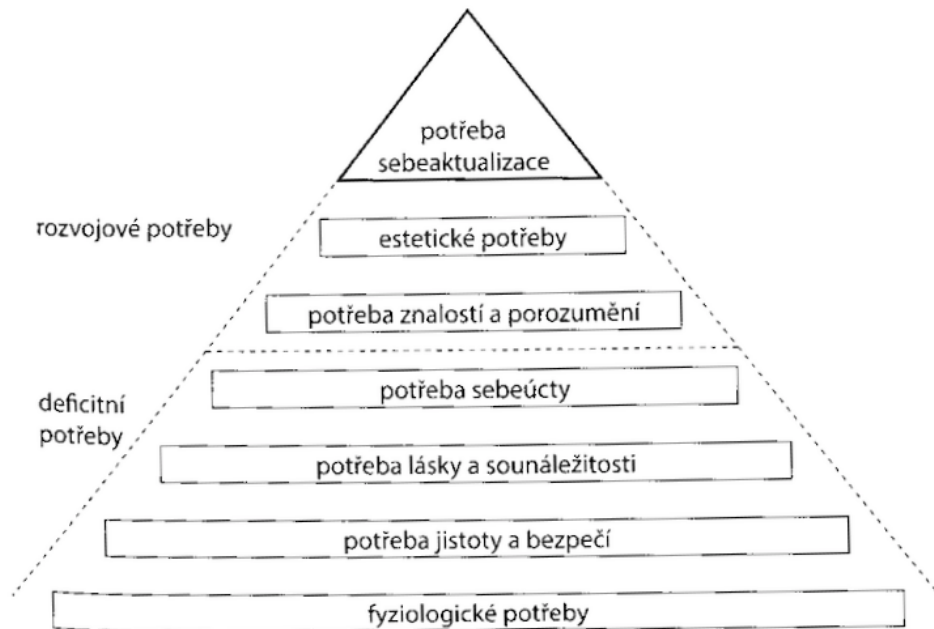 potřeba
sebeaktualizace
rozvojové potřeby
estetické potřeby
potřeba znalostí a porozumění
potřeba sebeúcty
deficitní
potřeby
potřeba lásky a sounáležitosti
potřeba jistoty a bezpečí
fyziologické potřeby